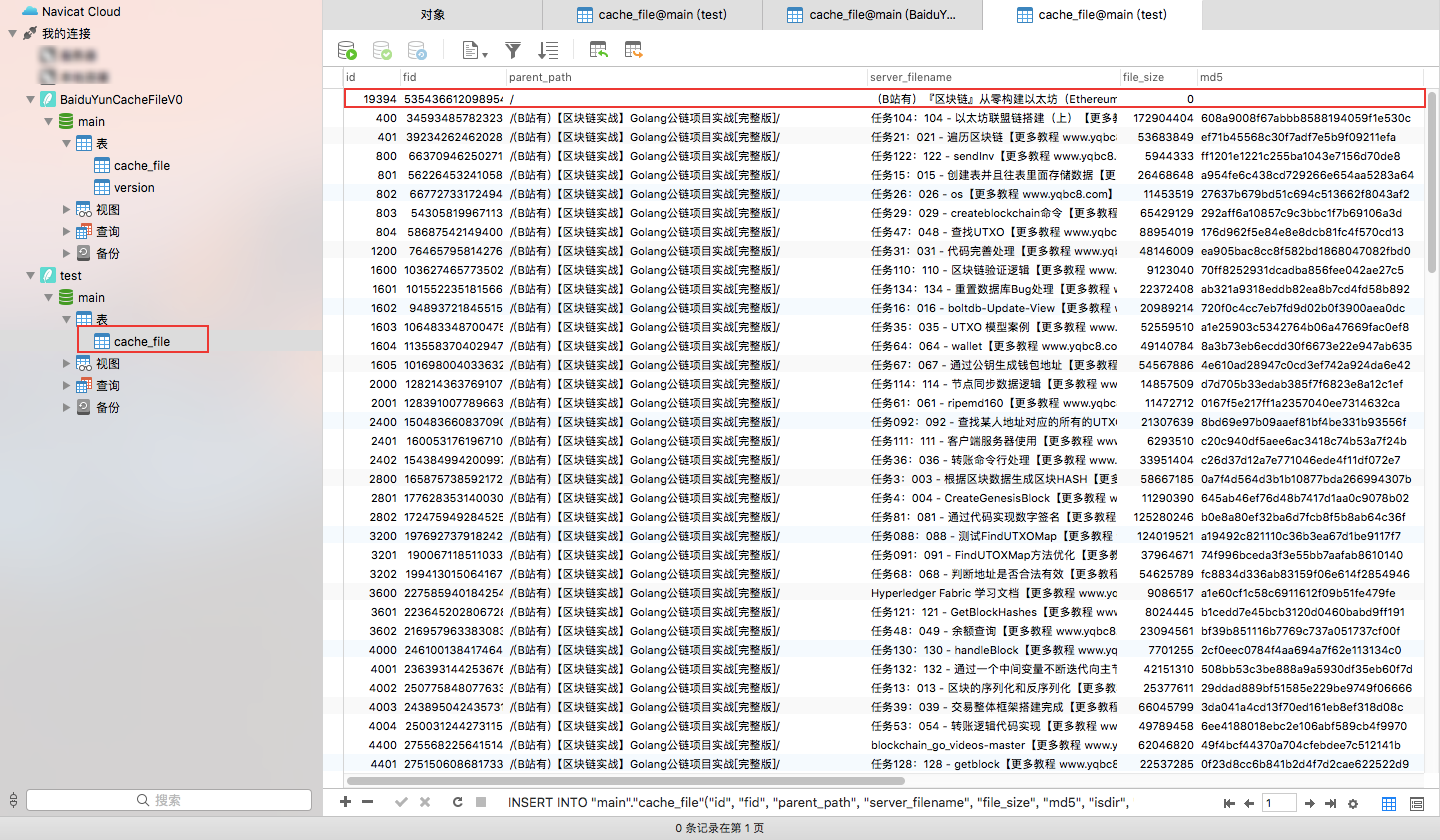 Navicat Cloud
我的连接
BaiduYunCacheFileV0
main
表
cache_file
version
视图
查询
备份
test
main
表
cache_file
视图
查询
备份
搜索
对象
cache_file@main (test)
cache_file@main (BaiduY...
cache_file@main (test)
id fid parent_path server_filename file_size md5
19394 535436612098954 / （B站有）『区块链』从零构建以太坊（Ethereum 0
400 34593485782323 /(B站有)【区块链实战】Golang公链项目实战[完整版]/ 任务104：104 - 以太坊联盟链搭建（上）【更多 172904404 608a9008f67abbb8588194059f1e530c
401 39234262462028 /(B站有)【区块链实战】Golang公链项目实战[完整版]/ 任务21：021 - 遍历区块链【更多教程 www.yqbc 53683849 ef71b45568c30f7adf7e5b9f09211efa
800 66370946250271 /(B站有)【区块链实战】Golang公链项目实战[完整版]/ 任务122：122 - sendInv【更多教程 www.yqbc8. 5944333 ff1201e1221c255ba1043e7156d70de8
801 56226453241058 /(B站有)【区块链实战】Golang公链项目实战[完整版]/ 任务15：015 - 创建表并且往表里面存储数据【更 26468648 a954fe6c438cd729266e654aa5283a64
802 66772733172494 /(B站有)【区块链实战】Golang公链项目实战[完整版]/ 任务26：026 - os【更多教程 www.yqbc8.com】 11453519 27637b679bd51c694c513662f8043af2
803 54305819967113 /(B站有)【区块链实战】Golang公链项目实战[完整版]/ 任务29：029 - createblockchain命令【更多教程 65429129 292aff6a10857c9c3bbc1f7b69106a3d
804 58687542149400 /(B站有)【区块链实战】Golang公链项目实战[完整版]/ 任务47：048 - 查找UTXO【更多教程 www.yqbc 88954019 176d962f5e84e8e8dcb81fc4f570cd13
1200 76465795814276 /(B站有)【区块链实战】Golang公链项目实战[完整版]/ 任务31：031 - 代码完善处理【更多教程 www.yqbc 48146009 ea905bac8cc8f582bd1868047082fbd0
1600 103627465773502 /(B站有)【区块链实战】Golang公链项目实战[完整版]/ 任务110：110 - 区块链验证逻辑【更多教程 www. 9123040 70ff8252931dcadba856fee042ae27c5
1601 101552235181566 /(B站有)【区块链实战】Golang公链项目实战[完整版]/ 任务134：134 - 重置数据库Bug处理【更多教程 22372408 ab321a9318eddb82ea8b7cd4fd58b892
1602 94893721845515 /(B站有)【区块链实战】Golang公链项目实战[完整版]/ 任务16：016 - boltdb-Update-View【更多教程 20989214 720f0c4cc7eb7fd9d02b0f3900aea0dc
1603 106483348700475 /(B站有)【区块链实战】Golang公链项目实战[完整版]/ 任务35：035 - UTXO 模型案例【更多教程 www. 52559510 a1e25903c5342764b06a47669fac0ef8
1604 113558370402947 /(B站有)【区块链实战】Golang公链项目实战[完整版]/ 任务64：064 - wallet【更多教程 www.yqbc8.co 49140784 8a3b73eb6ecdd30f6673e22e947ab635
1605 101698004033632 /(B站有)【区块链实战】Golang公链项目实战[完整版]/ 任务67：067 - 通过公钥生成钱包地址【更多教程 54567886 4e610ad28947c0cd3ef742a924da6e42
2000 128214363769107 /(B站有)【区块链实战】Golang公链项目实战[完整版]/ 任务114：114 - 节点同步数据逻辑【更多教程 www. 14857509 d7d705b33edab385f7f6823e8a12c1ef
2001 128391007789663 /(B站有)【区块链实战】Golang公链项目实战[完整版]/ 任务61：061 - ripemd160【更多教程 www.yqbc 11472712 0167f5e217ff1a2357040ee7314632ca
2400 150483660837090 /(B站有)【区块链实战】Golang公链项目实战[完整版]/ 任务092：092 - 查找某人地址对应的所有的UTXO 21307639 8bd69e97b09aaef81bf4be331b93556f
2401 160053176196710 /(B站有)【区块链实战】Golang公链项目实战[完整版]/ 任务111：111 - 客户端服务器使用【更多教程 www 6293510 c20c940df5aee6ac3418c74b53a7f24b
2402 154384994200997 /(B站有)【区块链实战】Golang公链项目实战[完整版]/ 任务36：036 - 转账命令行处理【更多教程 www. 33951404 c26d37d12a7e771046ede4f11df072e7
2800 165875738592172 /(B站有)【区块链实战】Golang公链项目实战[完整版]/ 任务3：003 - 根据区块数据生成区块HASH【更多 58667185 0a7f4d564d3b1b10877bda266994307b
2801 177628353140030 /(B站有)【区块链实战】Golang公链项目实战[完整版]/ 任务4：004 - CreateGenesisBlock【更多教程 w 11290390 645ab46ef76d48b7417d1aa0c9078b02
2802 172475949284525 /(B站有)【区块链实战】Golang公链项目实战[完整版]/ 任务81：081 - 通过代码实现数字签名【更多教程 125280246 b0e8a80ef32ba6d7fcb8f5b8ab64c36f
3200 197692737918242 /(B站有)【区块链实战】Golang公链项目实战[完整版]/ 任务088：088 - 测试FindUTXOMap【更多教程 124019521 a19492c821110c36b3ea67d1be9117f7
3201 190067118511033 /(B站有)【区块链实战】Golang公链项目实战[完整版]/ 任务091：091 - FindUTOXMap方法优化【更多教 37964671 74f996bceda3f3e55bb7aafab8610140
3202 199413015064167 /(B站有)【区块链实战】Golang公链项目实战[完整版]/ 任务68：068 - 判断地址是否合法有效【更多教程 54625789 fc8834d336ab83159f06e614f2854946
3600 227585940184254 /(B站有)【区块链实战】Golang公链项目实战[完整版]/ Hyperledger Fabric 学习文档【更多教程 www.yc 9086517 a1e60cf1c58c6911612f09b51fe479fe
3601 223645202806728 /(B站有)【区块链实战】Golang公链项目实战[完整版]/ 任务121：121 - GetBlockHashes【更多教程 www 8024445 b1cedd7e45bcb3120d0460babd9ff191
3602 216957963383083 /(B站有)【区块链实战】Golang公链项目实战[完整版]/ 任务48：049 - 余额查询【更多教程 www.yqbc8. 23094561 bf39b851116b7769c737a051737cf00f
4000 246100138417464 /(B站有)【区块链实战】Golang公链项目实战[完整版]/ 任务130：130 - handleBlock【更多教程 www.yq 7701255 2cf0eec0784f4aa694a7f62e113134c0
4001 236393144253676 /(B站有)【区块链实战】Golang公链项目实战[完整版]/ 任务132：132 - 通过一个中间变量不断迭代向主节 42151310 508bb53c3be888a9a5930df35eb60f7d
4002 250775848077633 /(B站有)【区块链实战】Golang公链项目实战[完整版]/ 任务13：013 - 区块的序列化和反序列化【更多教 25377611 29ddad889bf51585e229be9749f06666
4003 243895042435731 /(B站有)【区块链实战】Golang公链项目实战[完整版]/ 任务39：039 - 交易整体框架搭建完成【更多教程 66045799 3da041a4cd13f70ed161eb8ef318d08c
4004 250031244273115 /(B站有)【区块链实战】Golang公链项目实战[完整版]/ 任务53：054 - 转账逻辑代码实现【更多教程 www 49789458 6ee4188018ebc2e106abf589cb4f9970
4400 275568225641514 /(B站有)【区块链实战】Golang公链项目实战[完整版]/ blockchain_go_videos-master【更多教程 www.y 62046820 49f4bcf44370a704cfebdee7c512141b
4401 275150608681733 /(B站有)【区块链实战】Golang公链项目实战[完整版]/ 任务128：128 - getblock【更多教程 www.yqbc8 22537285 0f23d8cc6b841b2d4f7d2cae622522d9
INSERT INTO "main"."cache_file"("id", "fid", "parent_path", "server_filename", "file_size", "md5", "isdir",
1
0 条记录在第 1 页